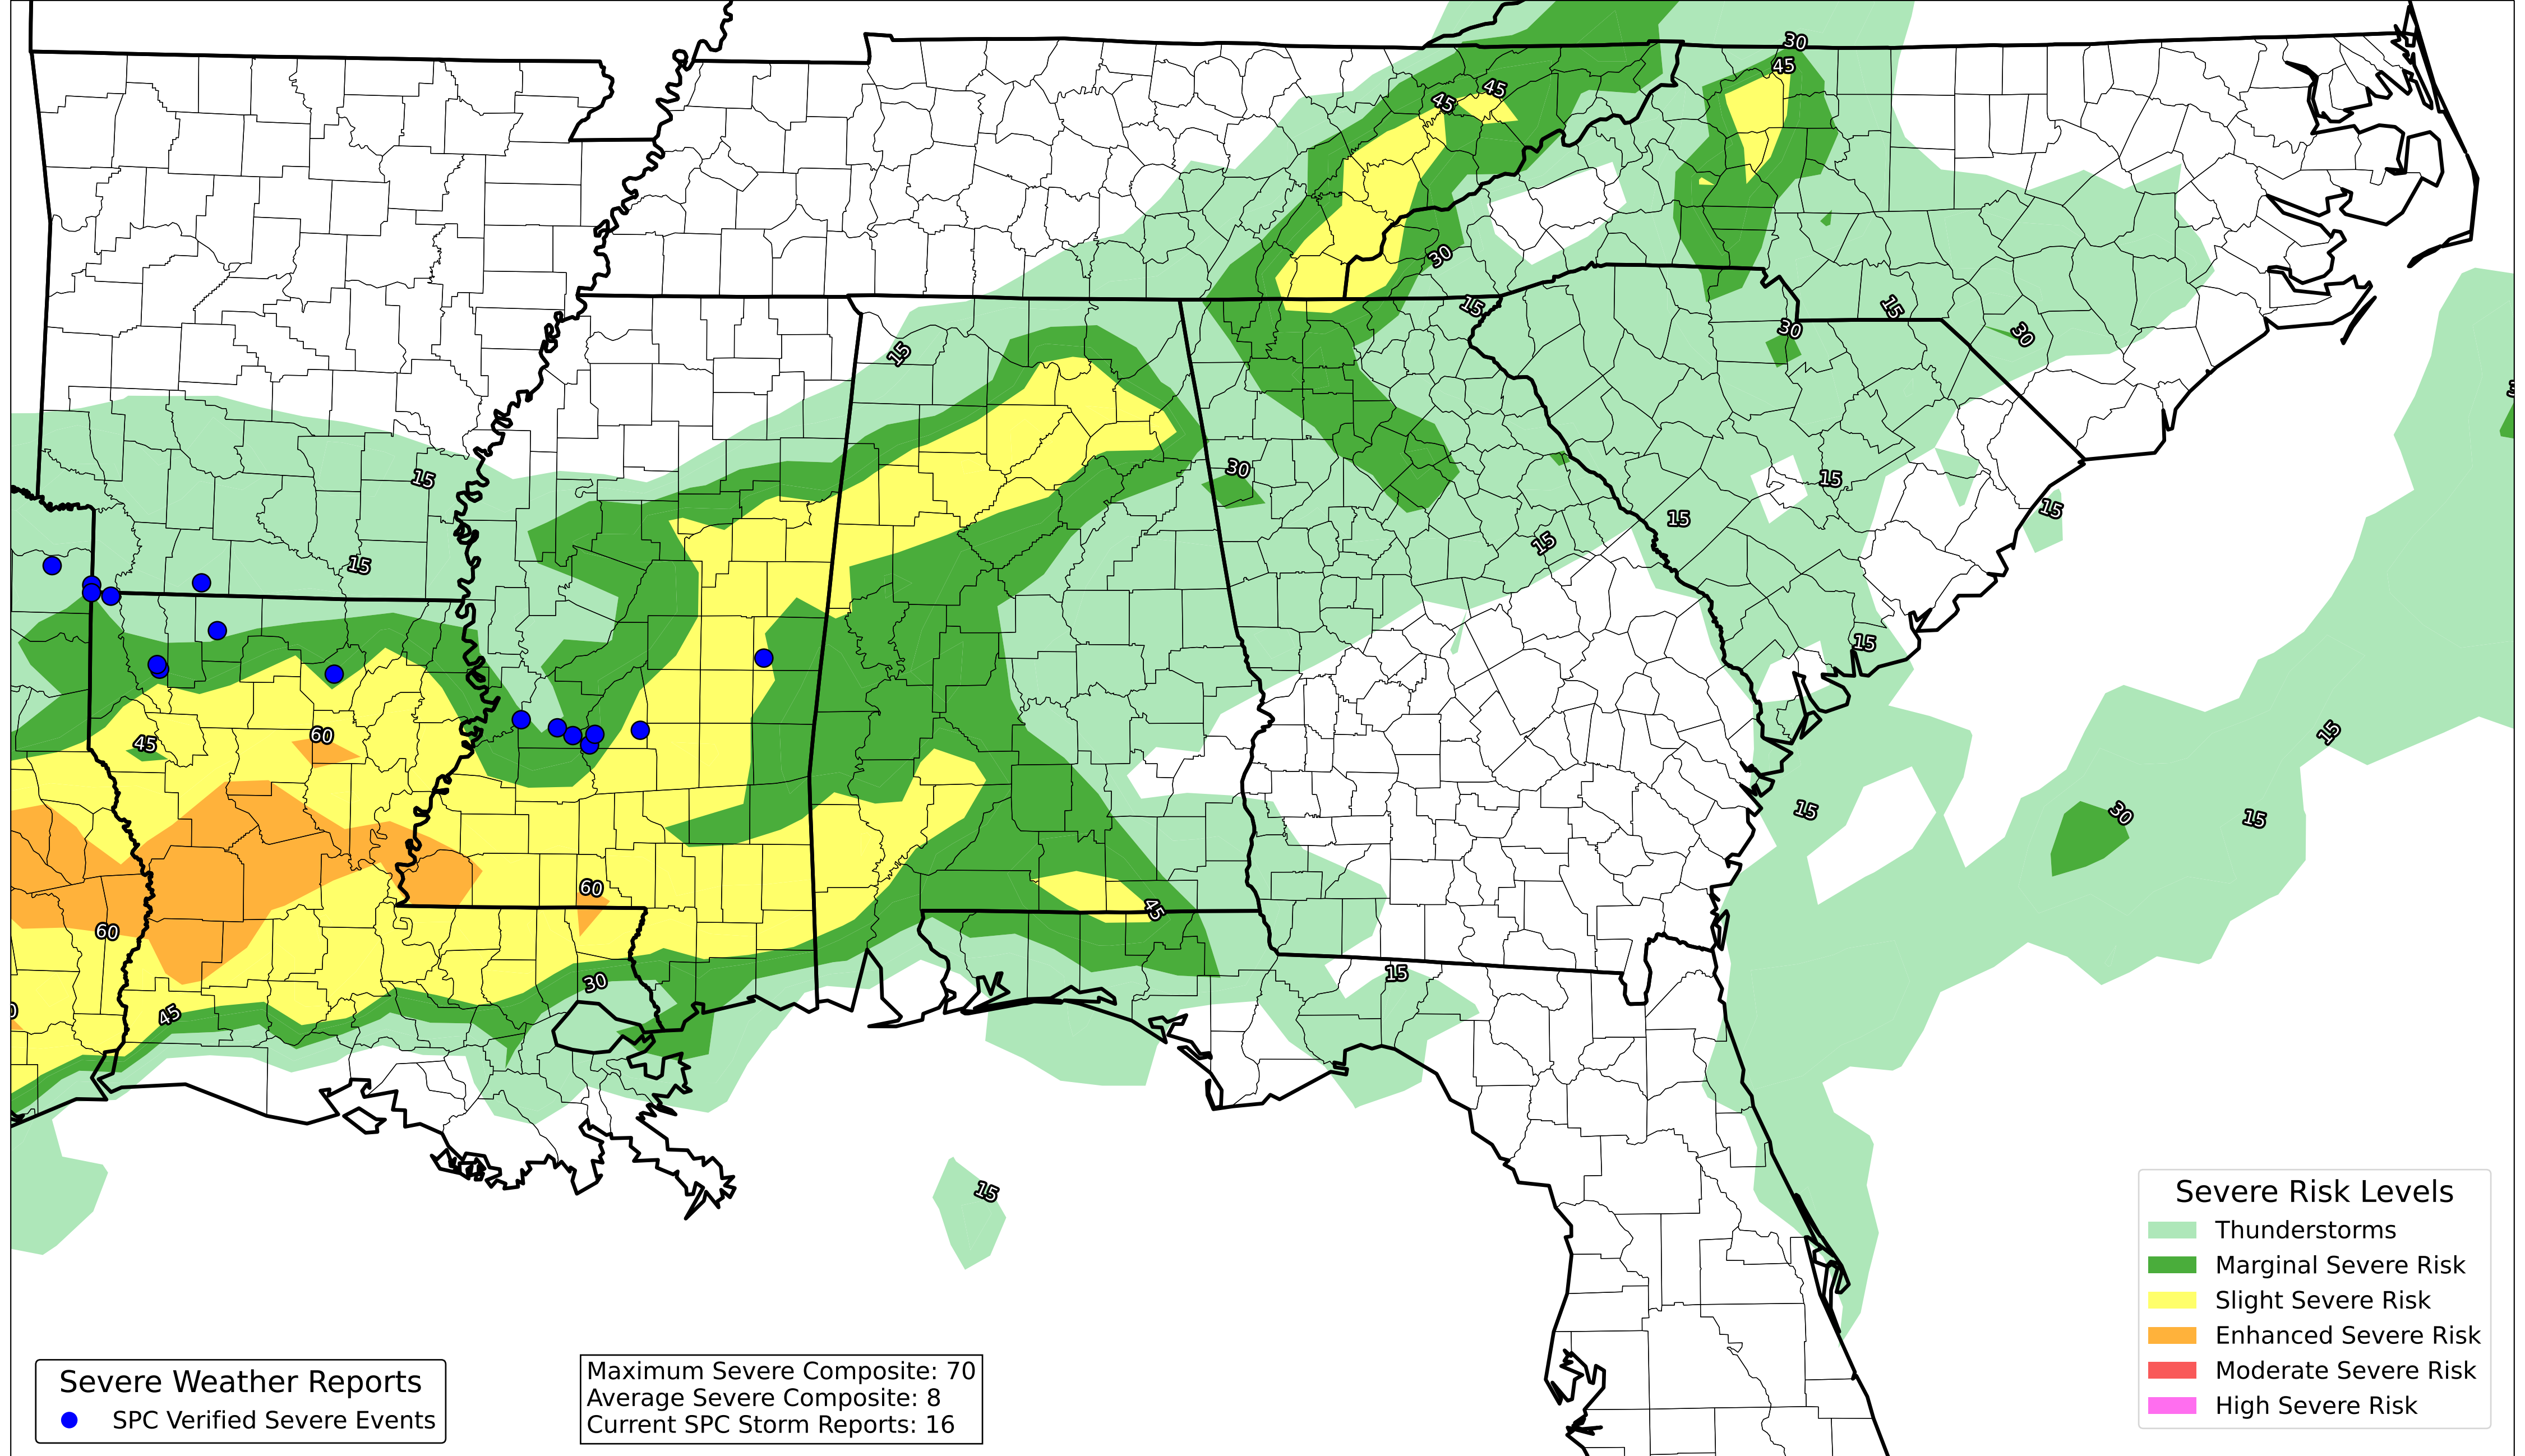 30
45
45
45
30
15
15
30
30
15
30
15
15
15
15
15
15
15
60
45
15
15
30
15
60
45
60
15
30
45
15
Severe Risk Levels
Thunderstorms
Marginal Severe Risk
Slight Severe Risk
Enhanced Severe Risk
Moderate Severe Risk
High Severe Risk
Severe Weather Reports
SPC Verified Severe Events
Maximum Severe Composite: 70
Average Severe Composite: 8
Current SPC Storm Reports: 16